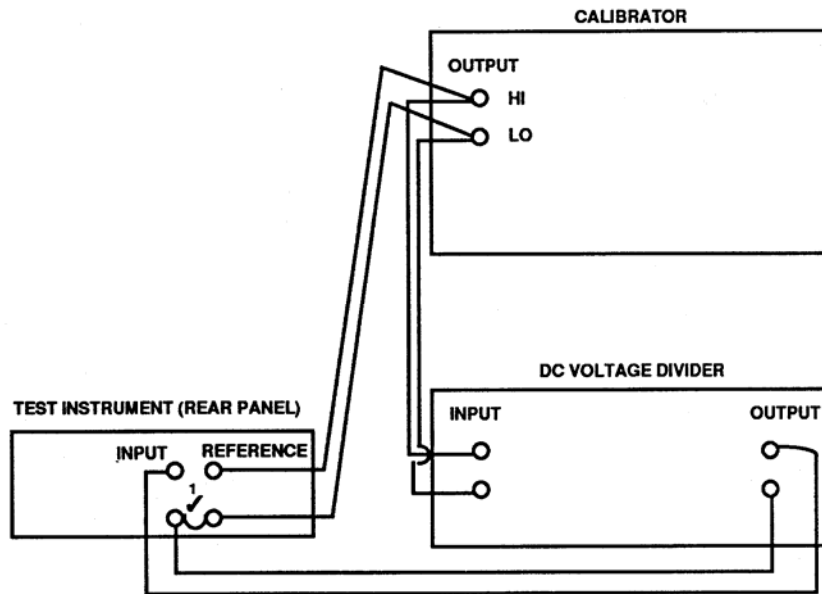 CALIBRATOR
OUTPUT
HI
LO
DC VOLTAGE DIVIDER
INPUT
OUTPUT
TEST INSTRUMENT (REAR PANEL)
INPUT REFERENCE
1